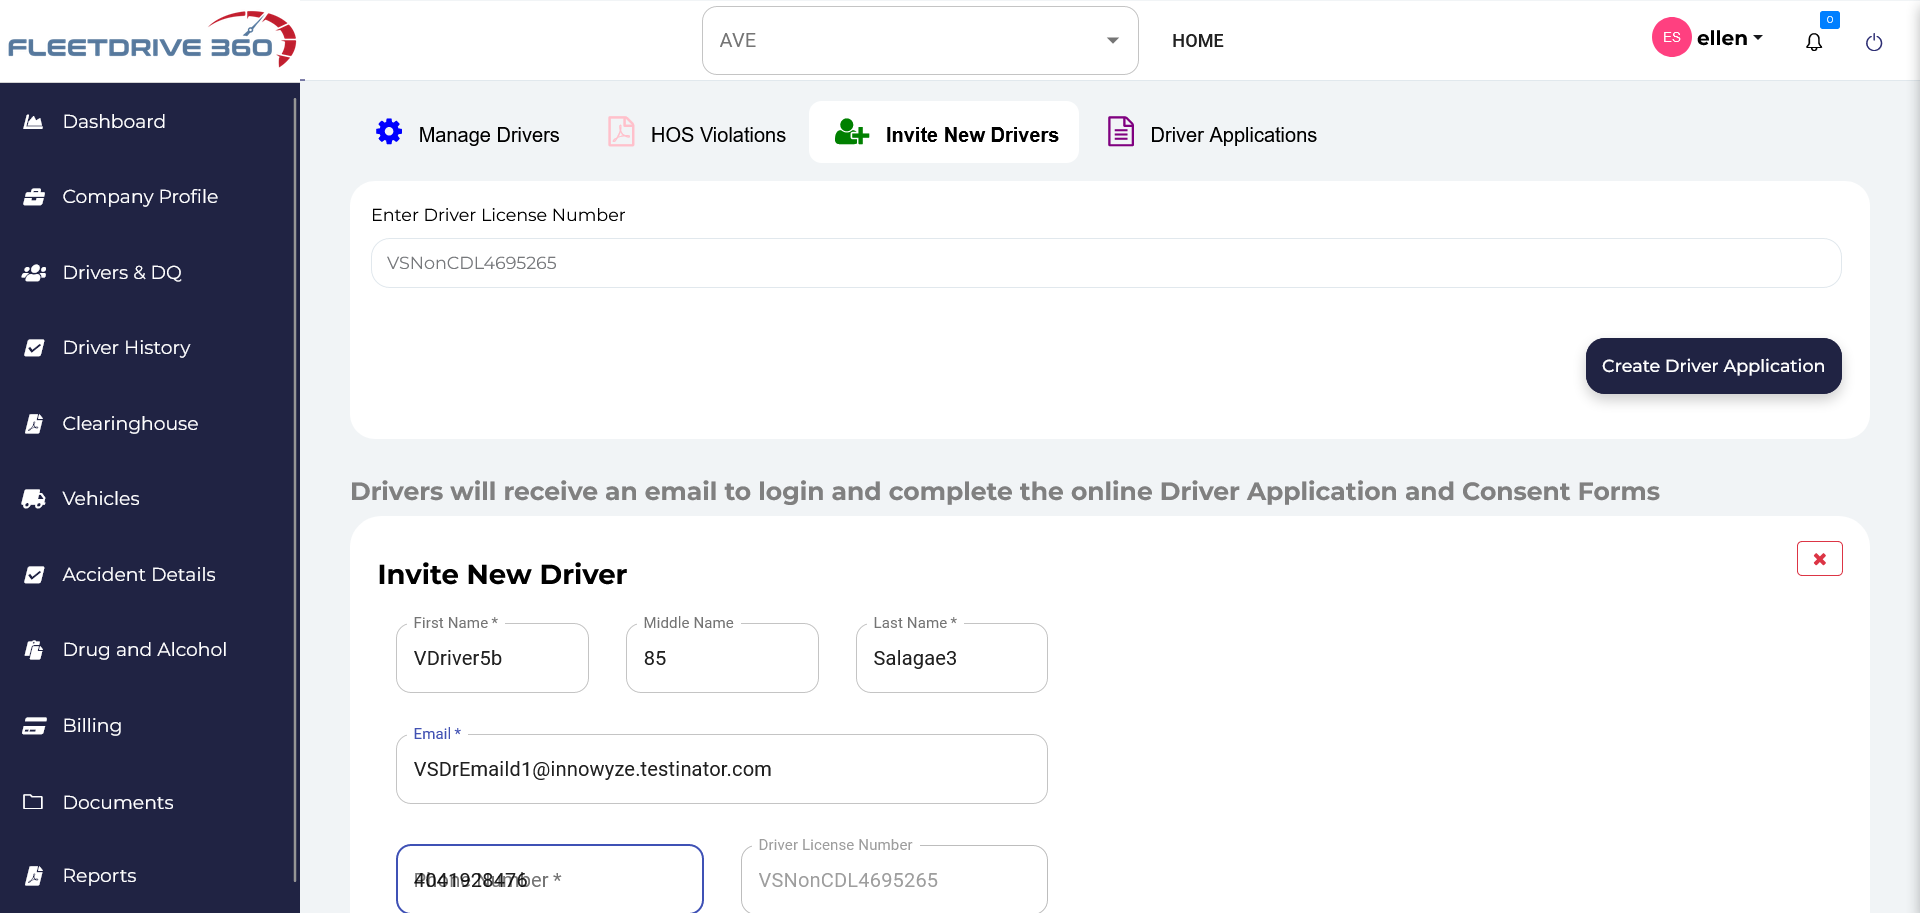 FLEETDRIVE 360
AVE
HOME
ES
ellen
0
Dashboard
Company Profile
Drivers & DQ
Driver History
Clearinghouse
Vehicles
Accident Details
Drug and Alcohol
Billing
Documents
Reports
Manage Drivers
HOS Violations
Invite New Drivers
Driver Applications
Enter Driver License Number
VSNonCDL4695265
Create Driver Application
Drivers will receive an email to login and complete the online Driver Application and Consent Forms
Invite New Driver
First Name *
VDriver5b
Middle Name
85
Last Name *
Salagae3
Email *
VSDrEmaild1@innowyze.testinator.com
Phone Number *
4041928476
Driver License Number
VSNonCDL4695265